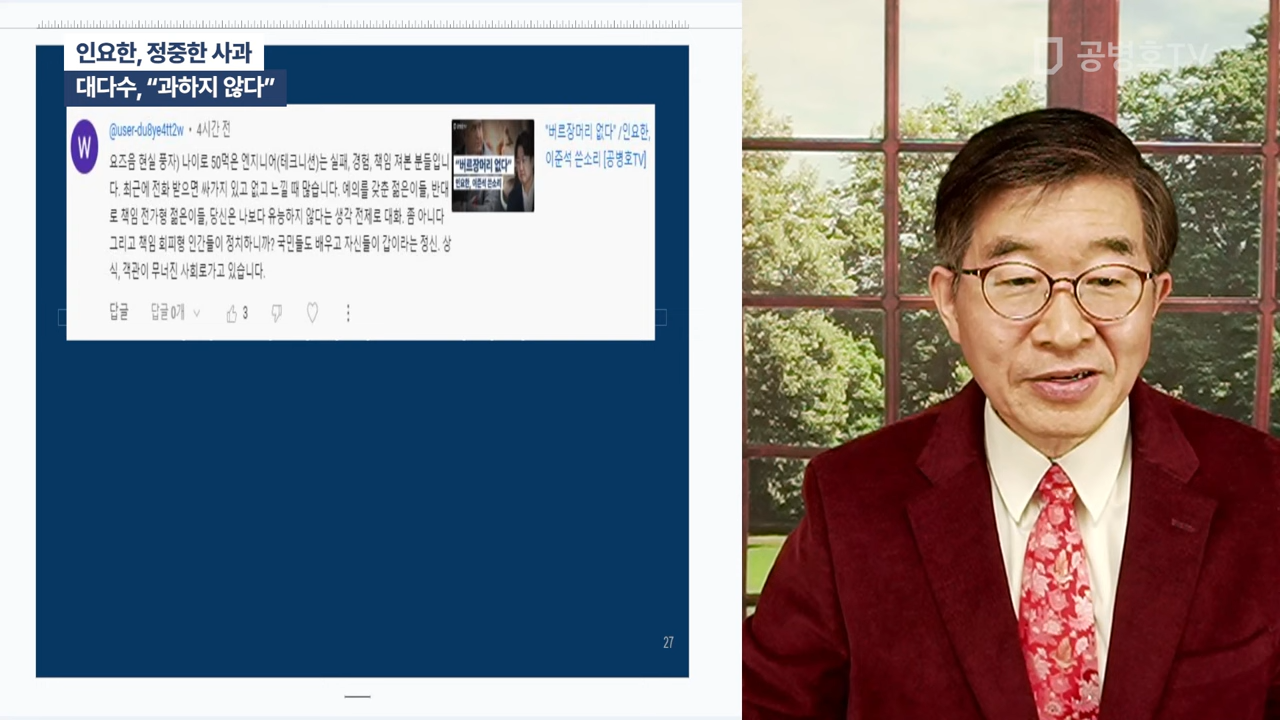 인요한, 정중한 사과
대다수, “과하지 않다”
공병호TV
W
@user-du8ye4tt2w • 4시간 전
요즈음 현실 풍자) 나이로 50먹은 엔지니어(테크니션)는 실패, 경험, 책임 져본 분들입니
다. 최근에 전화 받으면 싸가지 있고 없고 느낄 때 많습니다. 예의를 갖춘 젊은이들, 반대
로 책임 전가형 젊은이들, 당신은 나보다 유능하지 않다는 생각 전제로 대화. 좀 아니다
그리고 책임 회피형 인간들이 정치하니까? 국민들도 배우고 자신들이 갑이라는 정신. 상
식, 객관이 무너진 사회로가고 있습니다.
답글 답글 0개 3
"버르장머리 없다"
인요한, 이준석 쓴소리
"버르장머리 없다" /인요한,
이준석 쓴소리 [공병호TV]
27